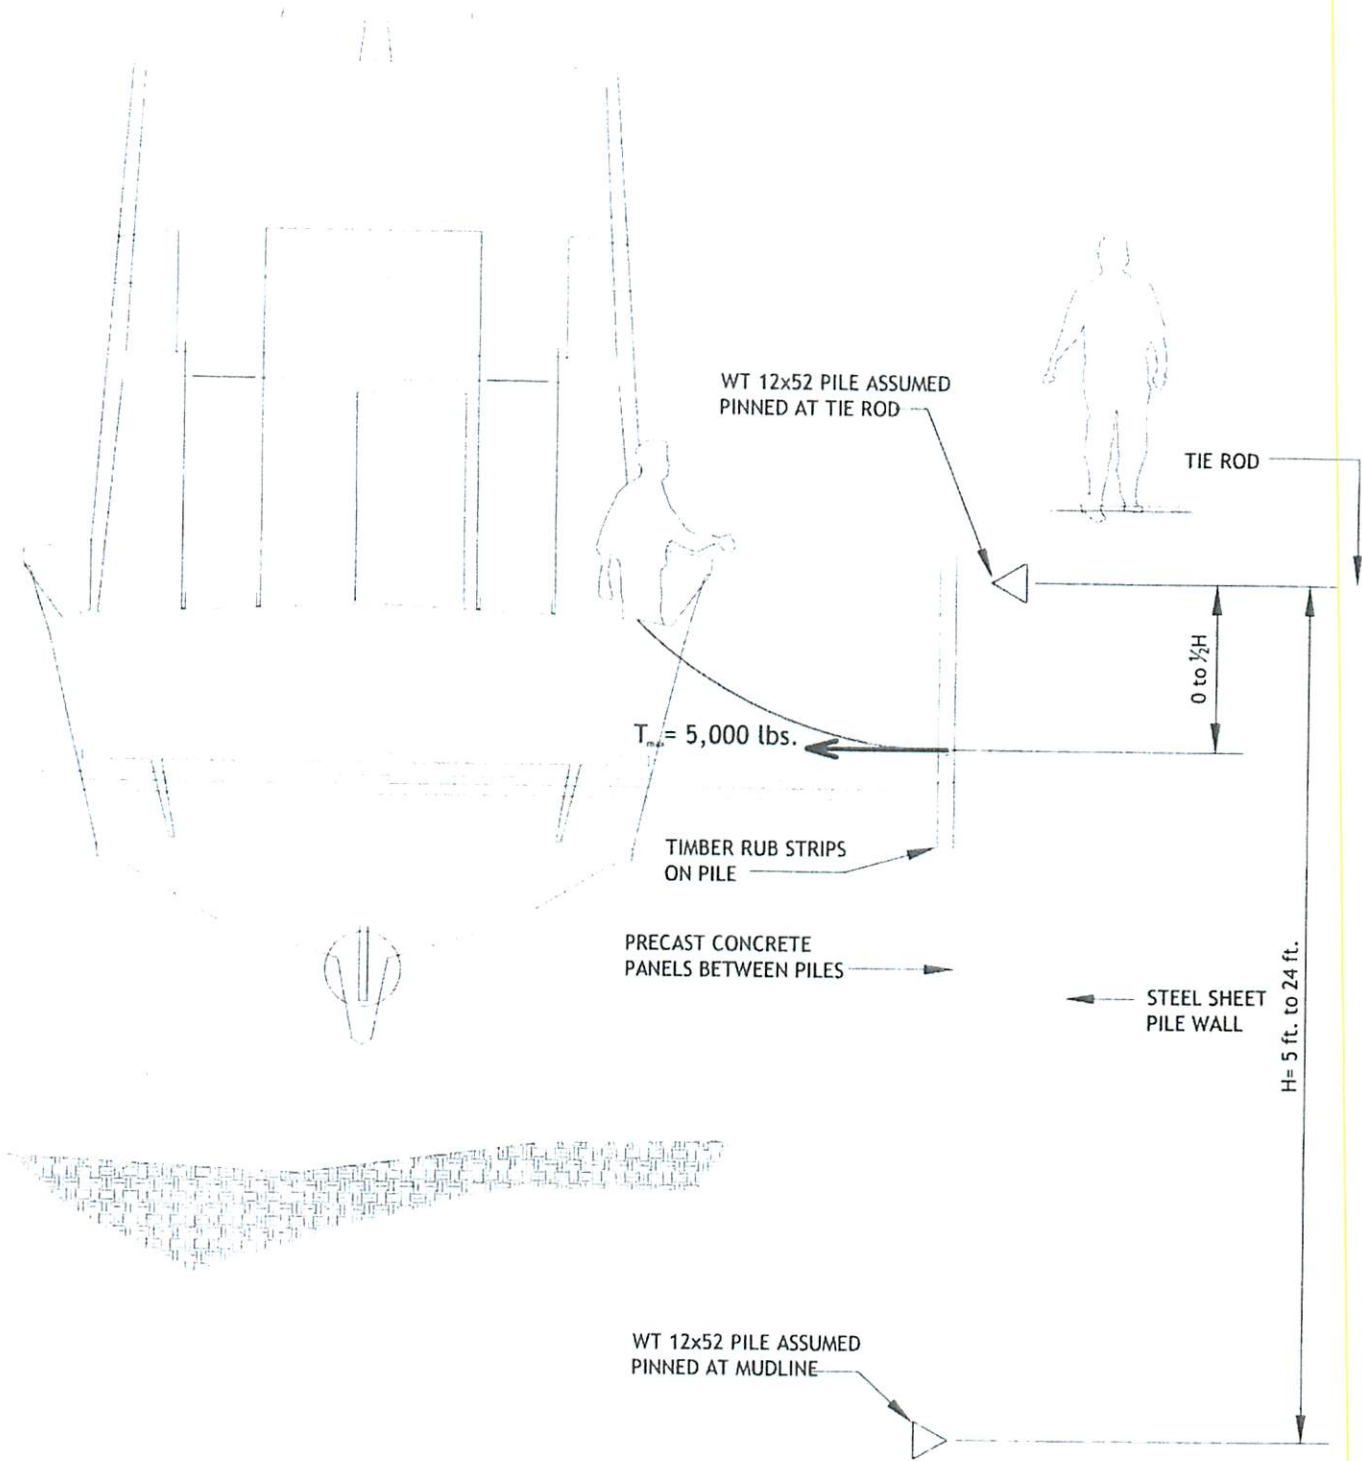 WT 12x52 PILE ASSUMED
PINNED AT TIE ROD
TIE ROD
0 to ½H
T = 5,000 lbs.
TIMBER RUB STRIPS
ON PILE
PRECAST CONCRETE
PANELS BETWEEN PILES
STEEL SHEET
PILE WALL
H= 5 ft. to 24 ft.
WT 12x52 PILE ASSUMED
PINNED AT MUDLINE